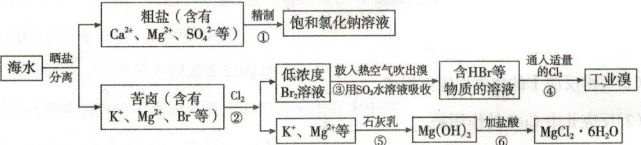 粗盐（含有
Ca²⁺、Mg²⁺、SO₄²⁻等）
精制
①
饱和氯化钠溶液
海水
晒盐
分离
苦卤（含有
K⁺、Mg²⁺、Br⁻等）
Cl₂
②
低浓度
Br₂溶液
鼓入热空气吹出溴
③用SO₂水溶液吸收
含HBr等
物质的溶液
通入适量
的Cl₂
④
工业溴
K⁺、Mg²⁺等
石灰乳
⑤
Mg(OH)₂
加盐酸
⑥
MgCl₂·6H₂O